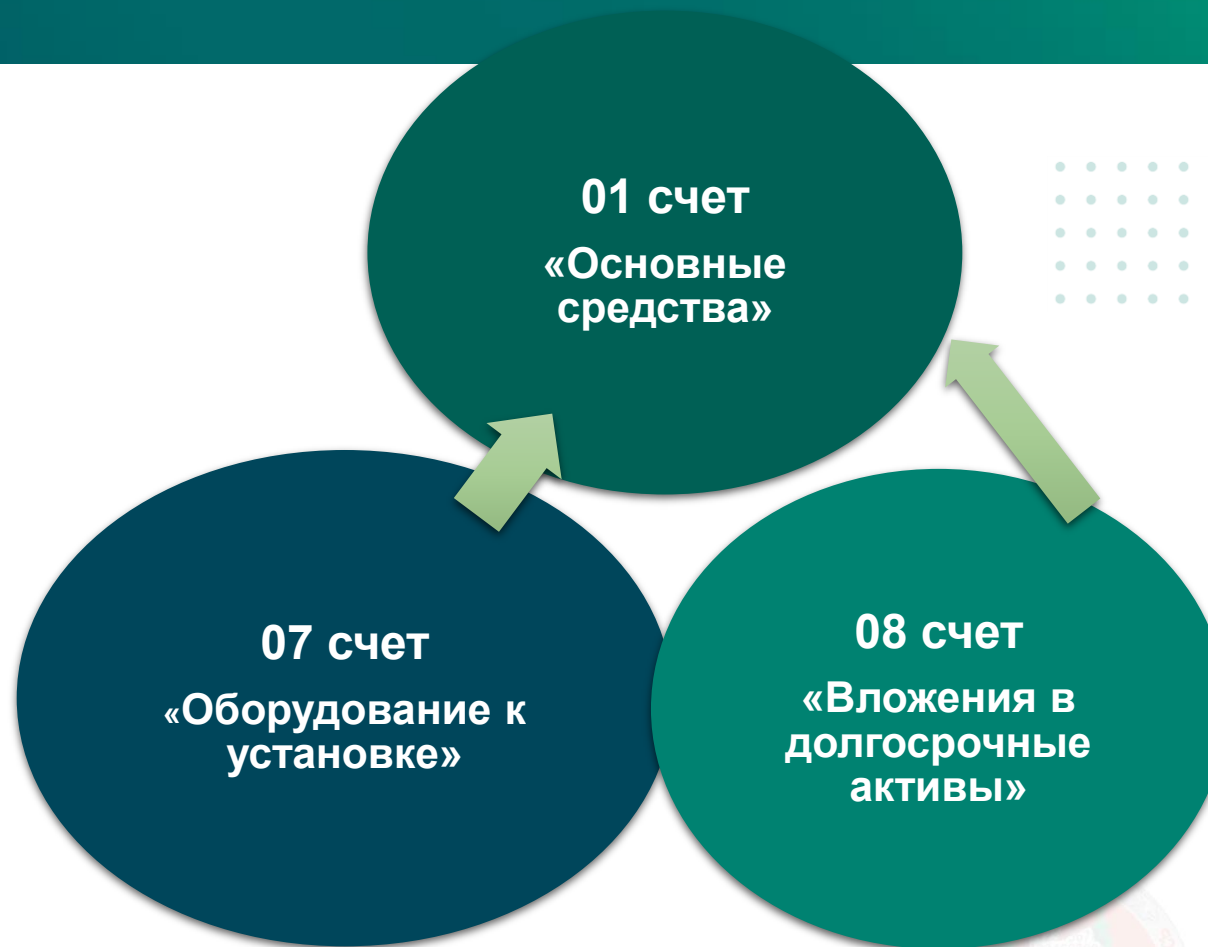 01 счет
«Основные
средства»
07 счет
«Оборудование к
установке»
08 счет
«Вложения в
долгосрочные
активы»